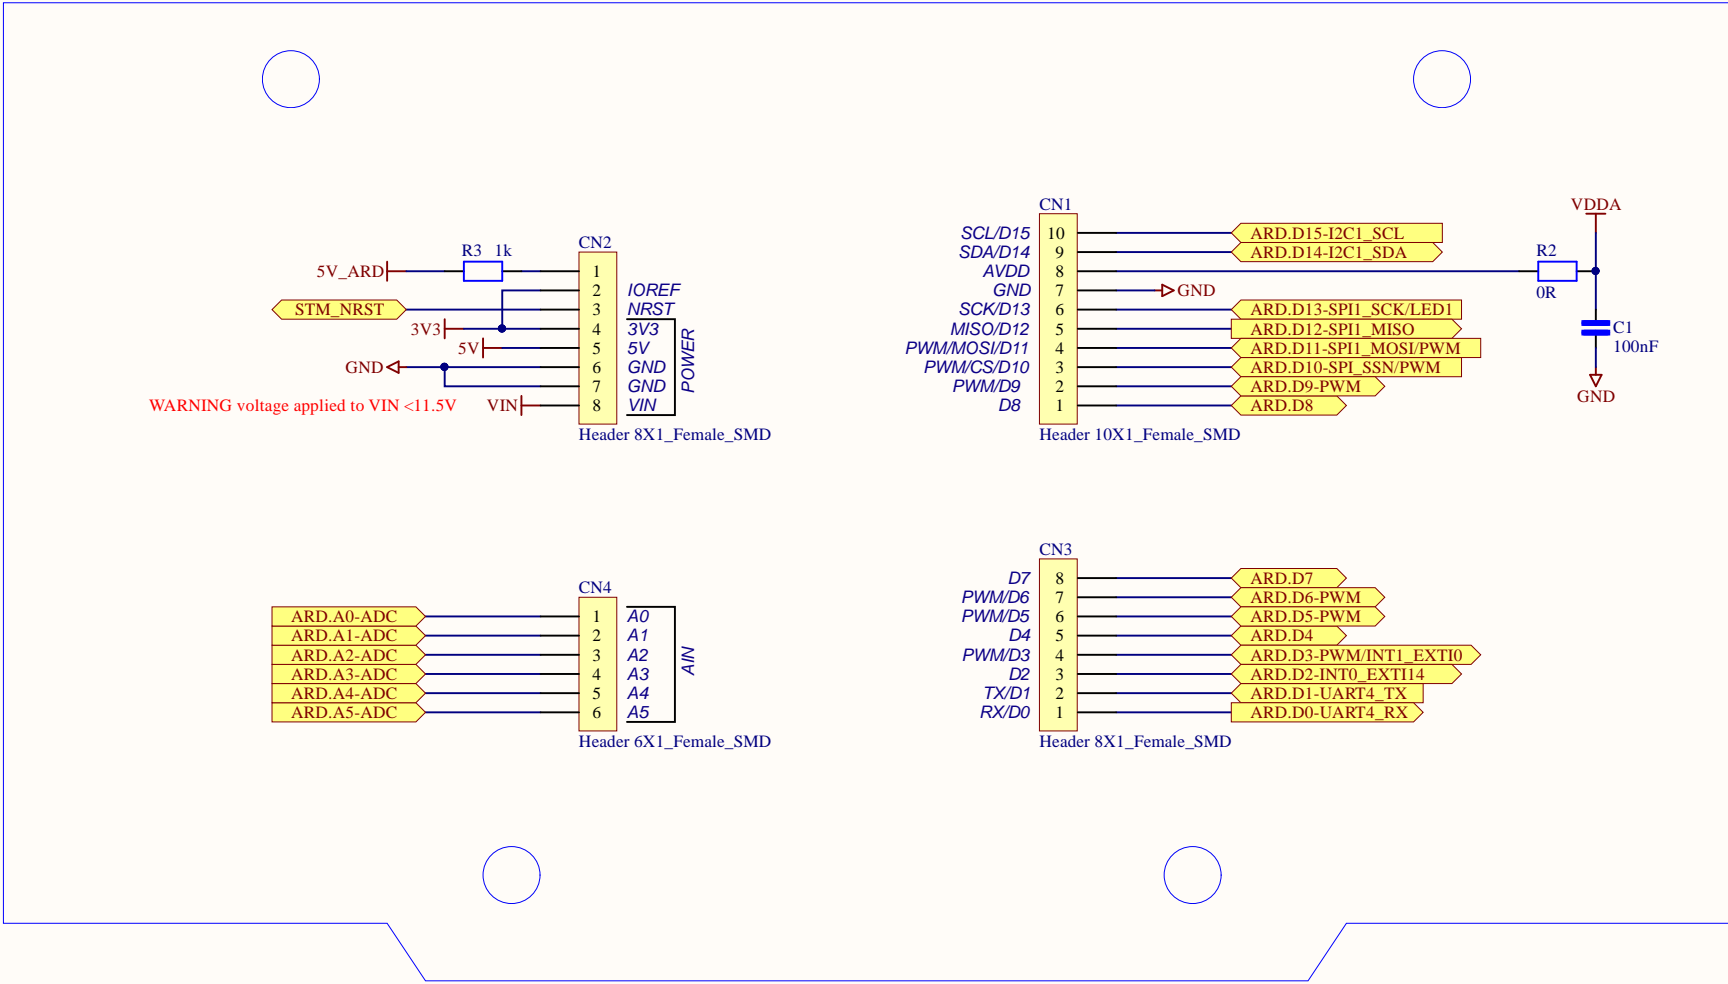 CN2
R3 1k
5V_ARD
1
2 IOREF
STM_NRST
3 NRST
3V3
4 3V3
5V
5 5V
GND
6 GND
7 GND
WARNING voltage applied to VIN <11.5V
VIN
8 VIN
POWER
Header 8X1_Female_SMD
CN1
SCL/D15 10 ARD.D15-I2C1_SCL
SDA/D14 9 ARD.D14-I2C1_SDA
AVDD 8
GND 7 GND
SCK/D13 6 ARD.D13-SPI1_SCK/LED1
MISO/D12 5 ARD.D12-SPI1_MISO
PWM/MOSI/D11 4 ARD.D11-SPI1_MOSI/PWM
PWM/CS/D10 3 ARD.D10-SPI_SSN/PWM
PWM/D9 2 ARD.D9-PWM
D8 1 ARD.D8
Header 10X1_Female_SMD
VDDA
R2
0R
C1
100nF
GND
CN4
ARD.A0-ADC 1 A0
ARD.A1-ADC 2 A1
ARD.A2-ADC 3 A2
ARD.A3-ADC 4 A3
ARD.A4-ADC 5 A4
ARD.A5-ADC 6 A5
AIN
Header 6X1_Female_SMD
CN3
D7 8 ARD.D7
PWM/D6 7 ARD.D6-PWM
PWM/D5 6 ARD.D5-PWM
D4 5 ARD.D4
PWM/D3 4 ARD.D3-PWM/INT1_EXTI0
D2 3 ARD.D2-INT0_EXTI14
TX/D1 2 ARD.D1-UART4_TX
RX/D0 1 ARD.D0-UART4_RX
Header 8X1_Female_SMD